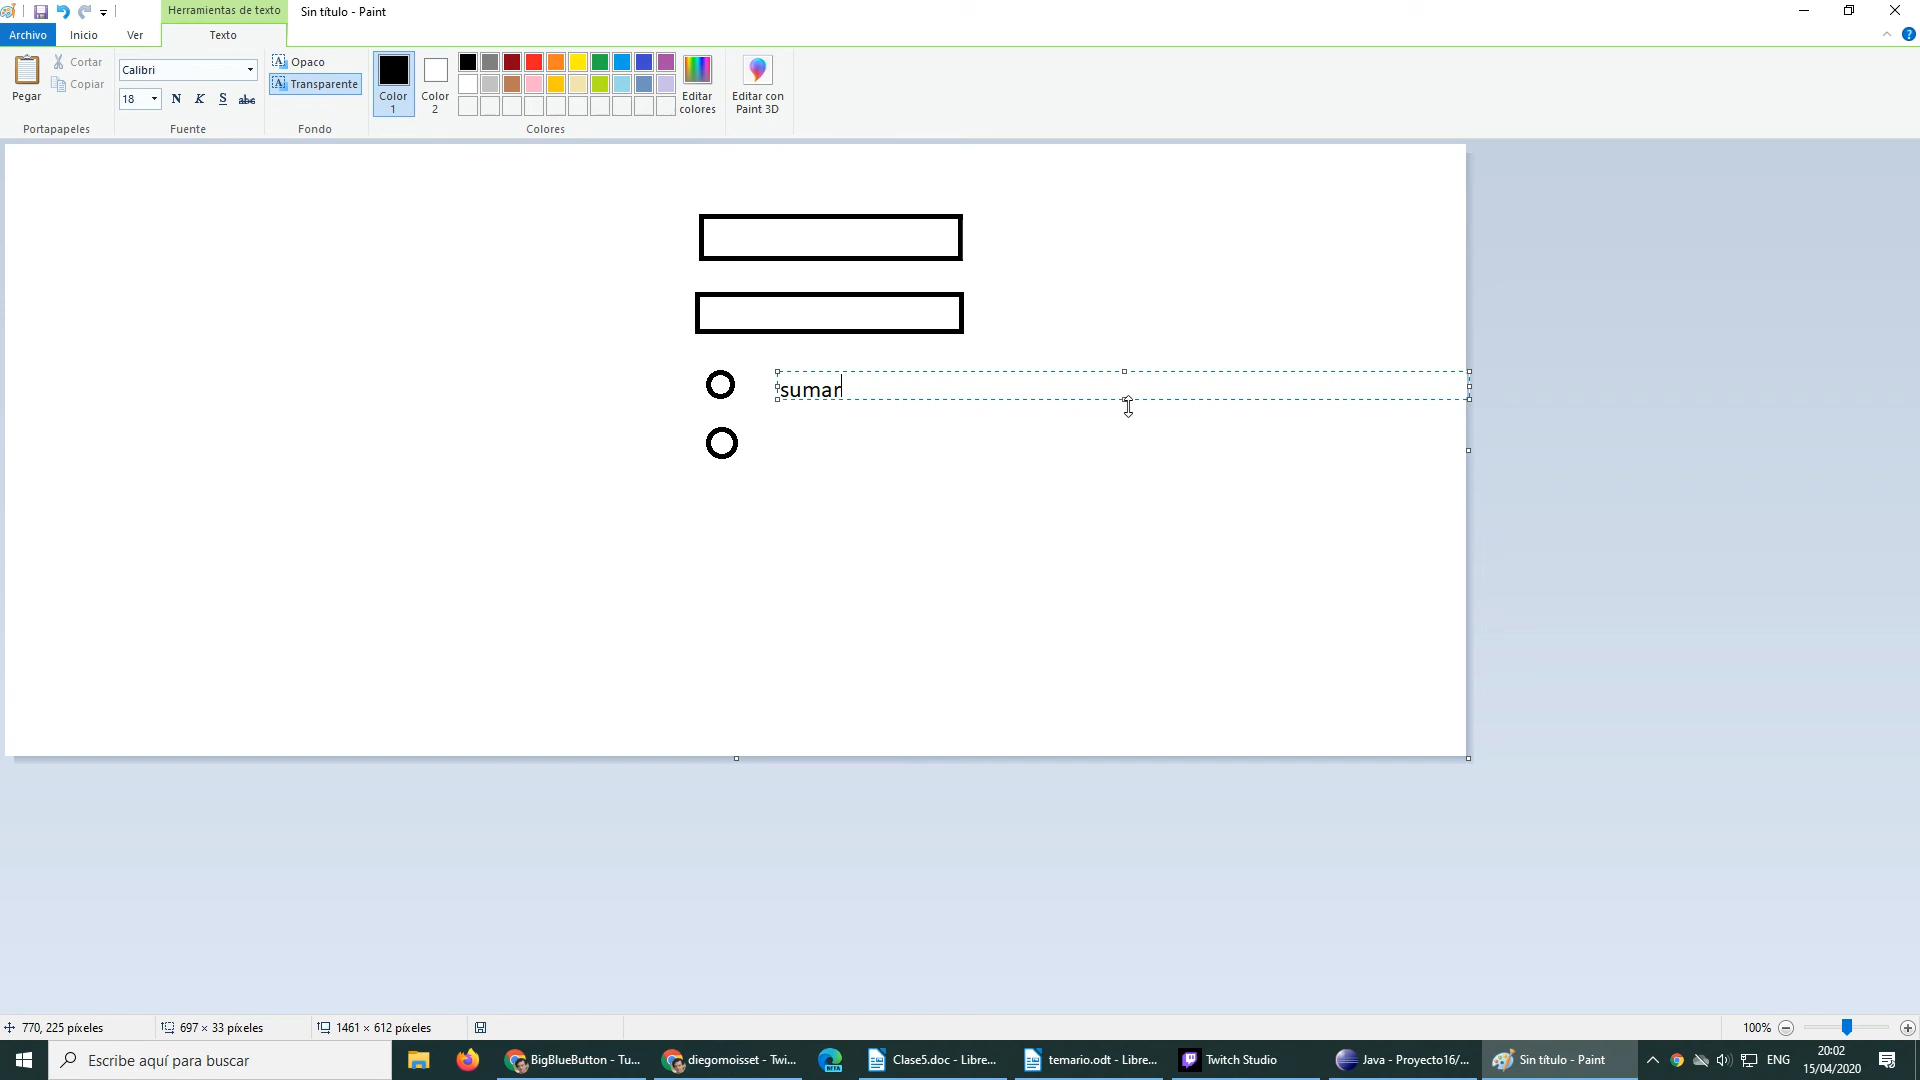 Herramientas de texto
Sin título - Paint
Archivo
Inicio
Ver
Texto
Pegar
Cortar
Copiar
Portapapeles
Calibri
18
N K S abc
Fuente
Opaco
Transparente
Fondo
Color 1
Color 2
Editar colores
Colores
Editar con Paint 3D
sumar
770, 225 píxeles
697 × 33 píxeles
1461 × 612 píxeles
100%
Escribe aquí para buscar
BigBlueButton - Tu...
diegomoisset - Twi...
BETA
Clase5.doc - Libre...
temario.odt - Libre...
Twitch Studio
Java - Proyecto16/...
Sin título - Paint
ENG
20:02
15/04/2020